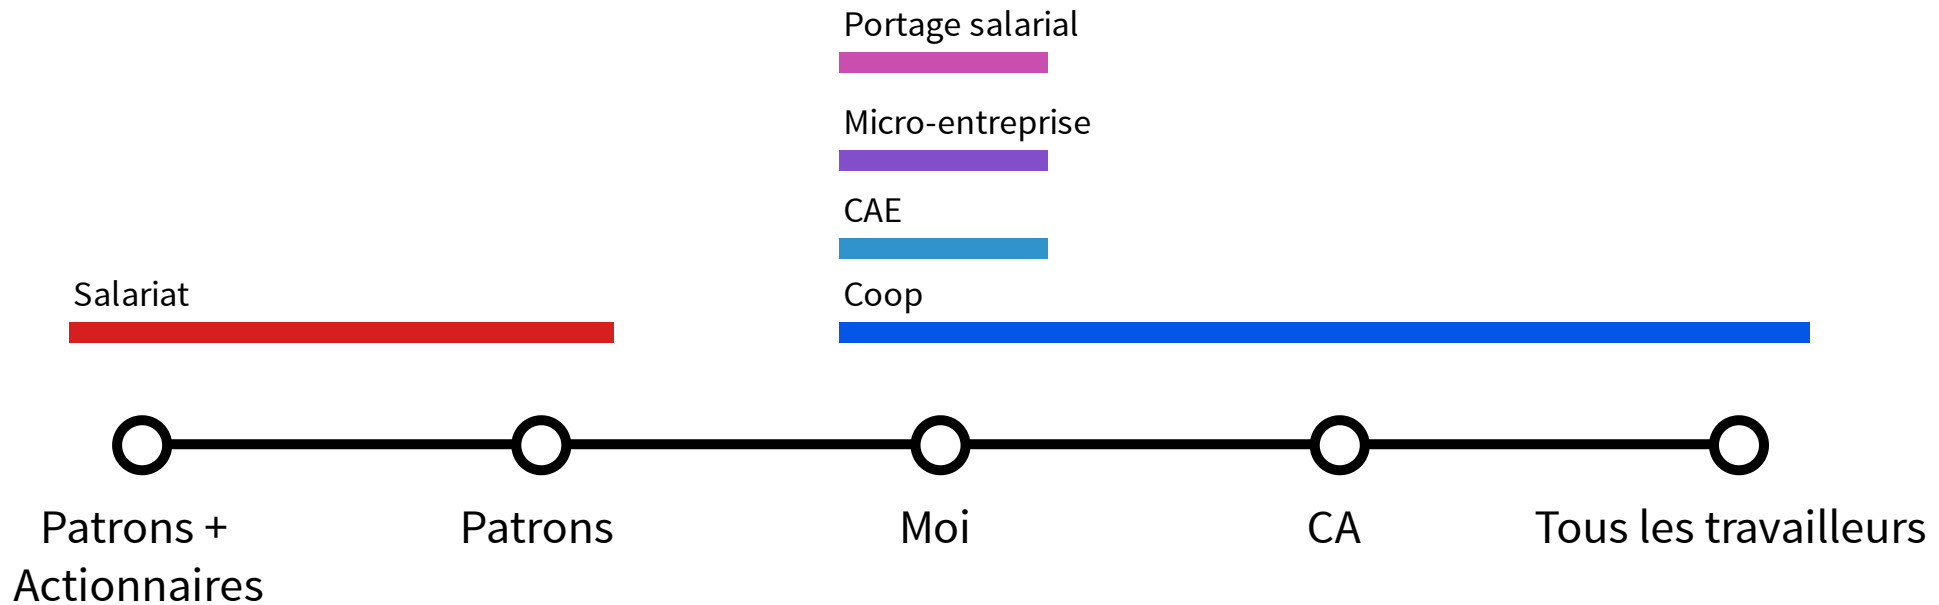 Portage salarial
Micro-entreprise
CAE
Salariat
Coop
Patrons +
Actionnaires
Patrons
Moi
CA
Tous les travailleurs